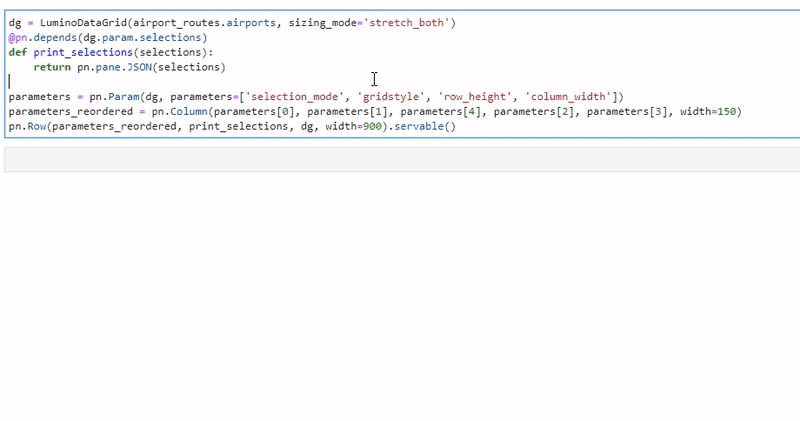 dg = LuminoDataGrid(airport_routes.airports, sizing_mode='stretch_both')
@pn.depends(dg.param.selections)
def print_selections(selections):
    return pn.pane.JSON(selections)
parameters = pn.Param(dg, parameters=['selection_mode', 'gridstyle', 'row_height', 'column_width'])
parameters_reordered = pn.Column(parameters[0], parameters[1], parameters[4], parameters[2], parameters[3], width=150)
pn.Row(parameters_reordered, print_selections, dg, width=900).servable()